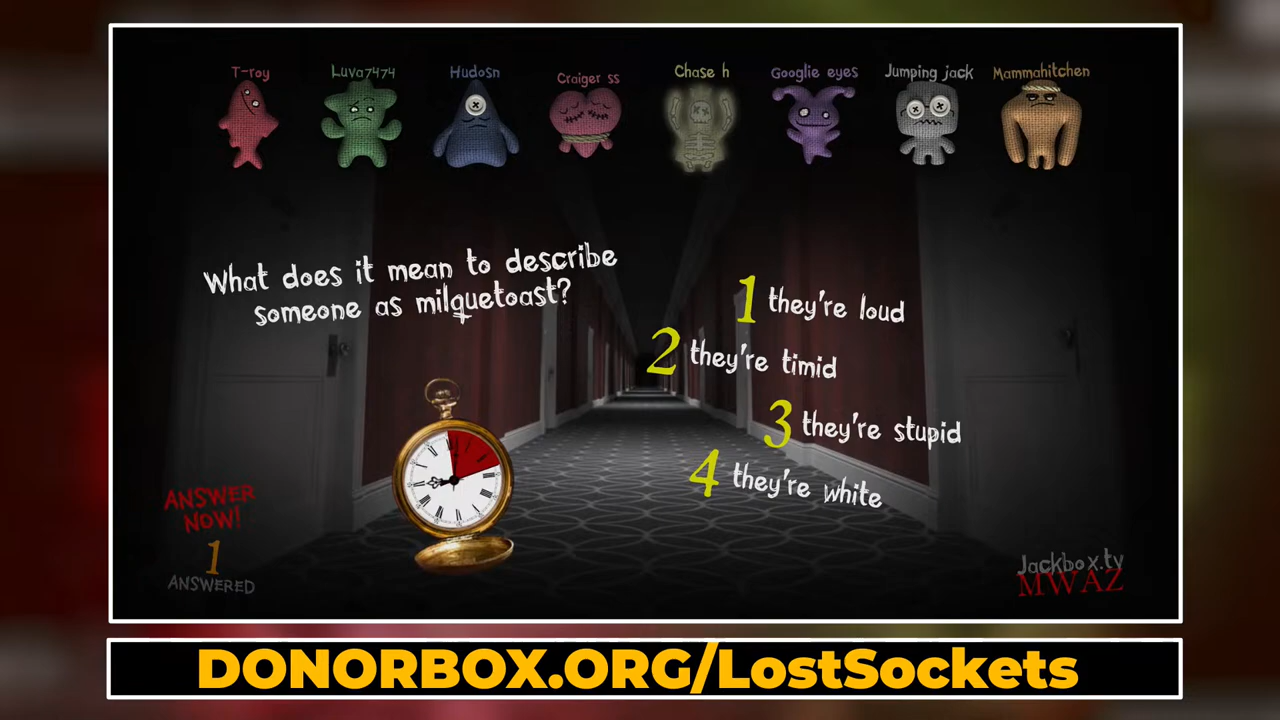 T-roy
Luva7474
Hudosn
Craiger ss
Chase h
Googlie eyes
Jumping jack
Mammahitchen
What does it mean to describe
someone as milquetoast?
1 they're loud
2 they're timid
3 they're stupid
4 they're white
ANSWER
NOW!
1
ANSWERED
Jackbox.tv
MWAZ
DONORBOX.ORG/LostSockets